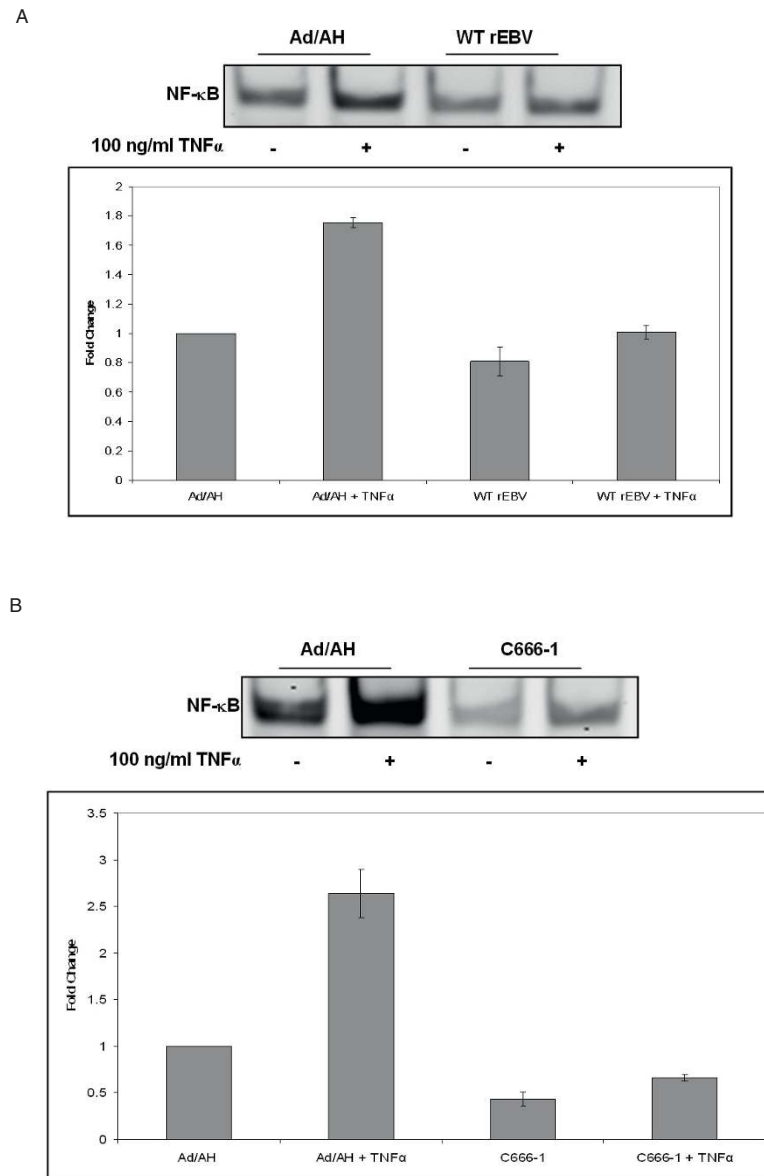 A
Ad/AH WT rEBV
NF-κB
100 ng/ml TNFα - + - +
2
1.8
1.6
1.4
1.2
1
0.8
0.6
0.4
0.2
0
Fold Change
Ad/AH Ad/AH + TNFα WT rEBV WT rEBV + TNFα
B
Ad/AH C666-1
NF-κB
100 ng/ml TNFα - + - +
3.5
3
2.5
2
1.5
1
0.5
0
Fold Change
Ad/AH Ad/AH + TNFα C666-1 C666-1 + TNFα